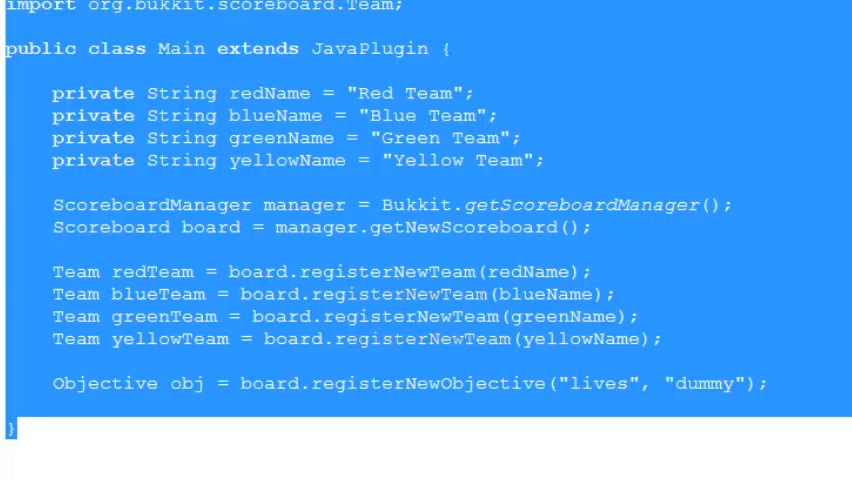 import org.bukkit.scoreboard.Team;
public class Main extends JavaPlugin {
private String redName = "Red Team";
private String blueName = "Blue Team";
private String greenName = "Green Team";
private String yellowName = "Yellow Team";
ScoreboardManager manager = Bukkit.getScoreboardManager();
Scoreboard board = manager.getNewScoreboard();
Team redTeam = board.registerNewTeam(redName);
Team blueTeam = board.registerNewTeam(blueName);
Team greenTeam = board.registerNewTeam(greenName);
Team yellowTeam = board.registerNewTeam(yellowName);
Objective obj = board.registerNewObjective("lives", "dummy");
}